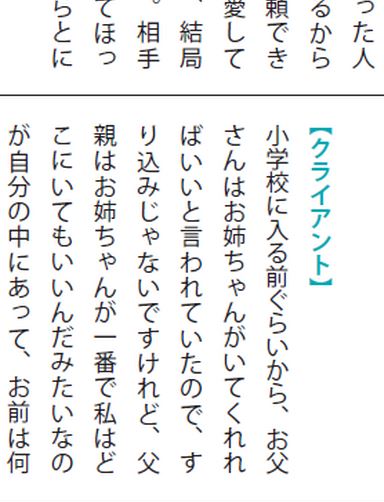 った人
るから
頼でき
愛して
、結局
。相手
てほっ
らとに
【クライアント】
小学校に入る前ぐらいから、お父
さんはお姉ちゃんがいてくれれ
ばいいと言われていたので、す
り込みじゃないですけれど、父
親はお姉ちゃんが一番で私はど
こにいてもいいんだみたいなの
が自分の中にあって、お前は何